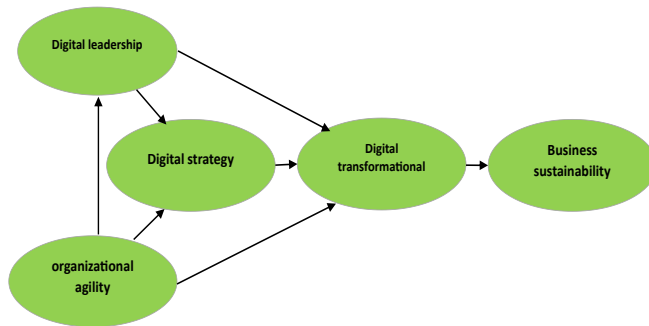 Digital leadership
Digital strategy
Digital
transformational
Business
sustainability
organizational
agility